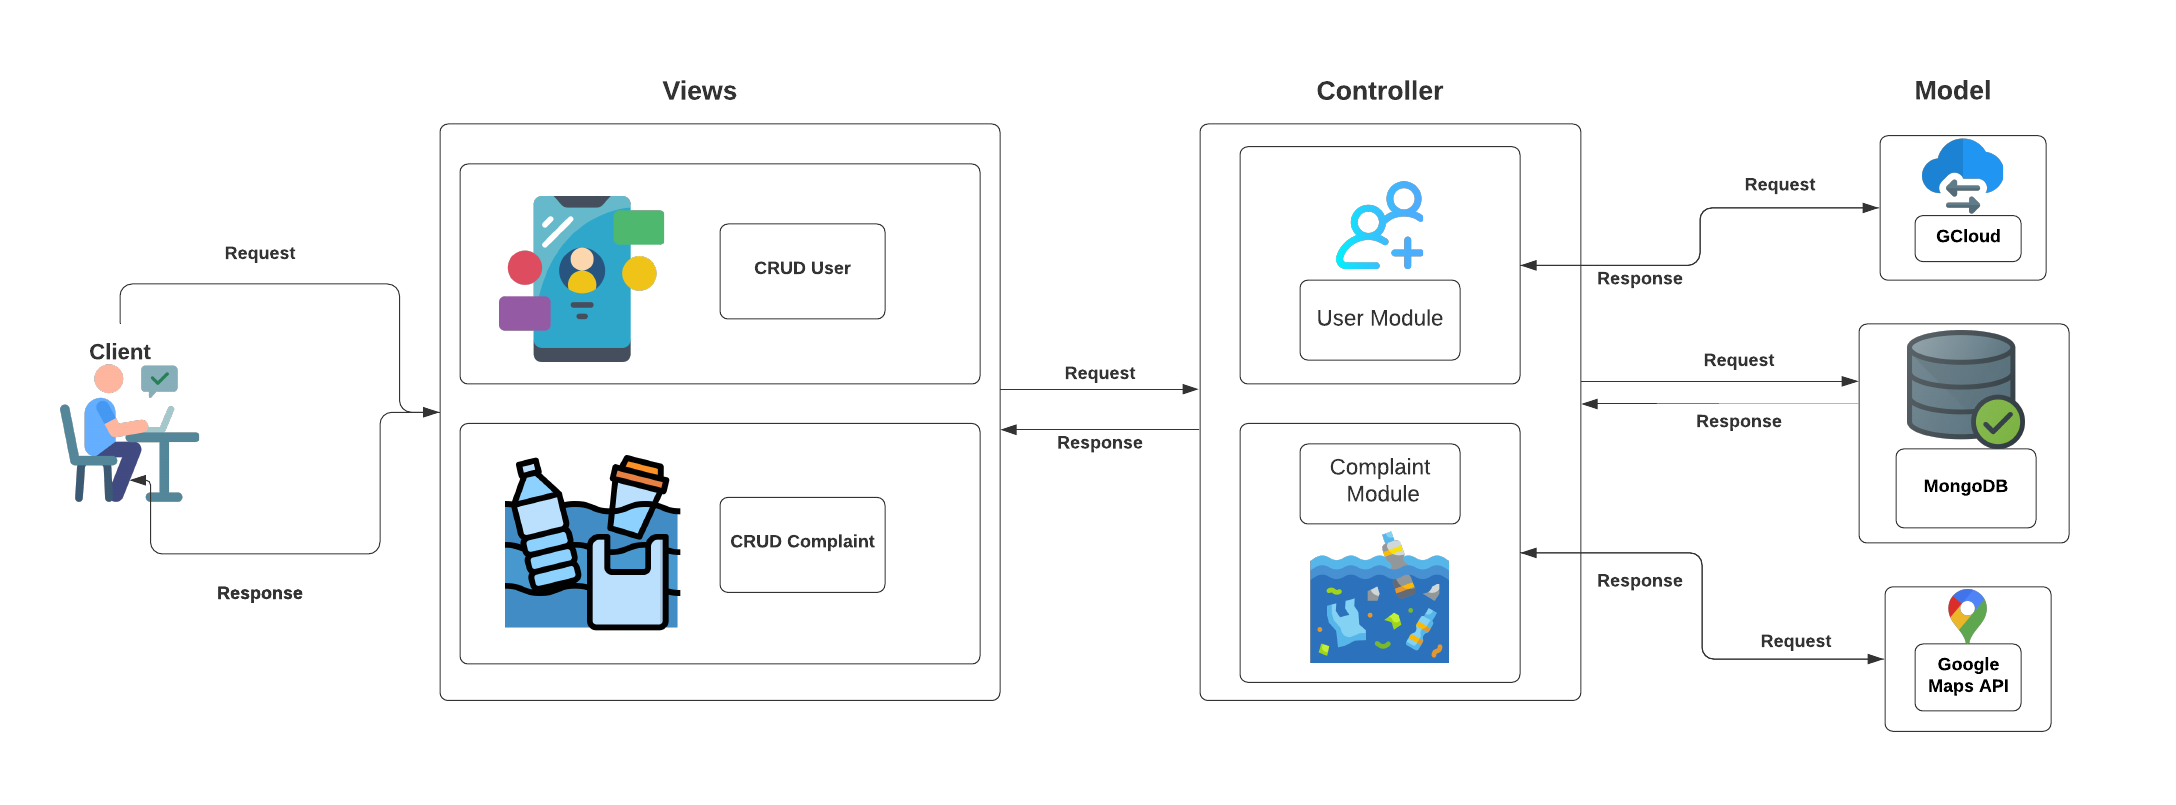 Views
Controller
Model
Request
Client
Response
CRUD User
CRUD Complaint
Request
Response
User Module
Complaint
Module
Request
Response
GCloud
Request
Response
MongoDB
Response
Request
Google
Maps API